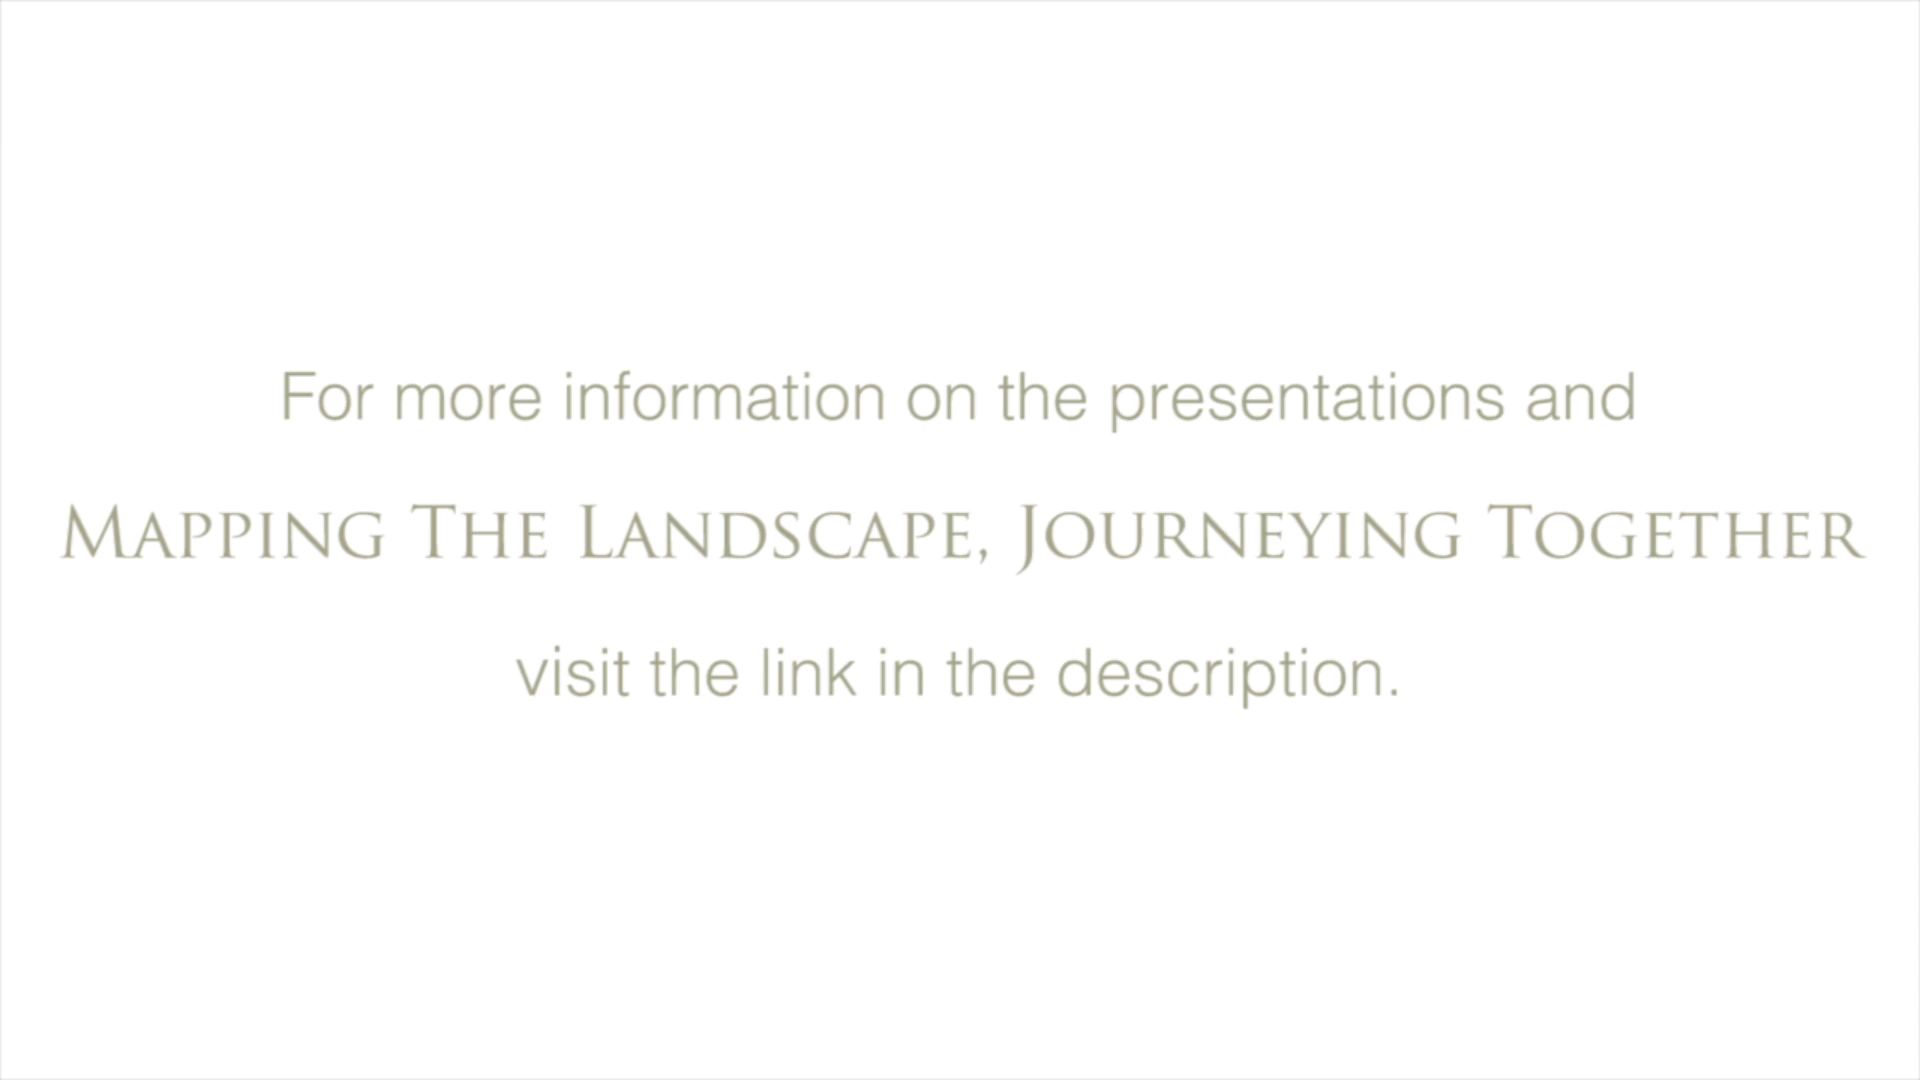 For more information on the presentations and
Mapping The Landscape, Journeying Together
visit the link in the description.